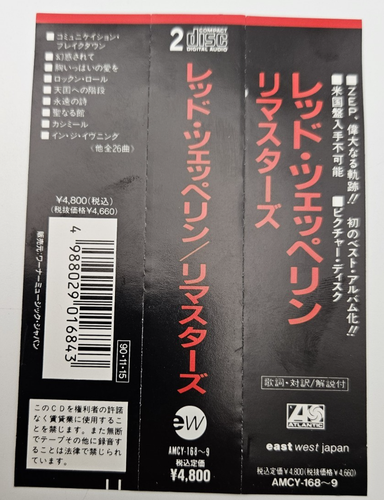 ■コミュニケイション・
ブレイクダウン
■幻惑されて
■胸いっぱいの愛を
■ロックン・ロール
■天国への階段
■永遠の詩
■聖なる館
■カシミール
■イン・ジ・イヴニング
〈他全26曲〉
¥4,800(税込)
(税抜価格¥4,660)
4 988029 016843
90・11・15
販売元・ワーナーミュージック・ジャパン
このCDを権利者の許諾
なく賃貸業に使用するこ
とを禁じます。また無断
でテープその他に録音す
ることは法律で禁じられ
ています。
2 COMPACT
disc
DIGITAL AUDIO
レッド・ツェッペリン/リマスターズ
ew
AMCY-168〜9
税込定価
¥4,800
■ZEP、偉大なる軌跡!! 初のベスト・アルバム化!!
■米国盤入手不可能 ■ピクチャー・ディスク
レッド・ツェッペリン
リマスターズ
歌詞・対訳/解説付
ATLANTIC
east west japan
税込定価¥4,800(税抜価格¥4,660)
AMCY-168〜9